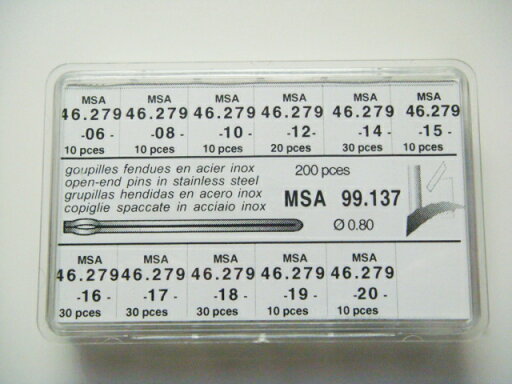 MSA MSA MSA MSA MSA MSA
46.279 46.279 46.279 46.279 46.279 46.279
-06- -08- -10- -12- -14- -15-
10 pces 10 pces 10 pces 20 pces 30 pces 10 pces
goupilles fendues en acier inox 200 pces
open-end pins in stainless steel
grupillas hendidas en acero inox MSA 99.137
copiglie spaccate in acciaio inox
Ø 0.80
MSA MSA MSA MSA MSA
46.279 46.279 46.279 46.279 46.279
-16- -17- -18- -19- -20-
30 pces 30 pces 30 pces 10 pces 10 pces